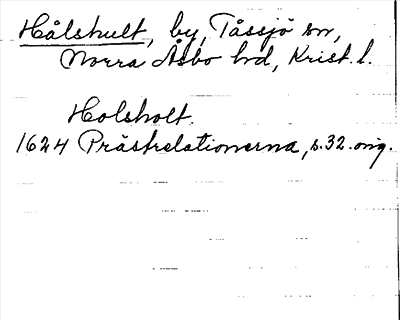 Hålshult, by, Tåssjö sn,
Norra Åsbo hd, Krist. l.
Holsholt.
1624 Prästrelationerna, s. 32. orig.